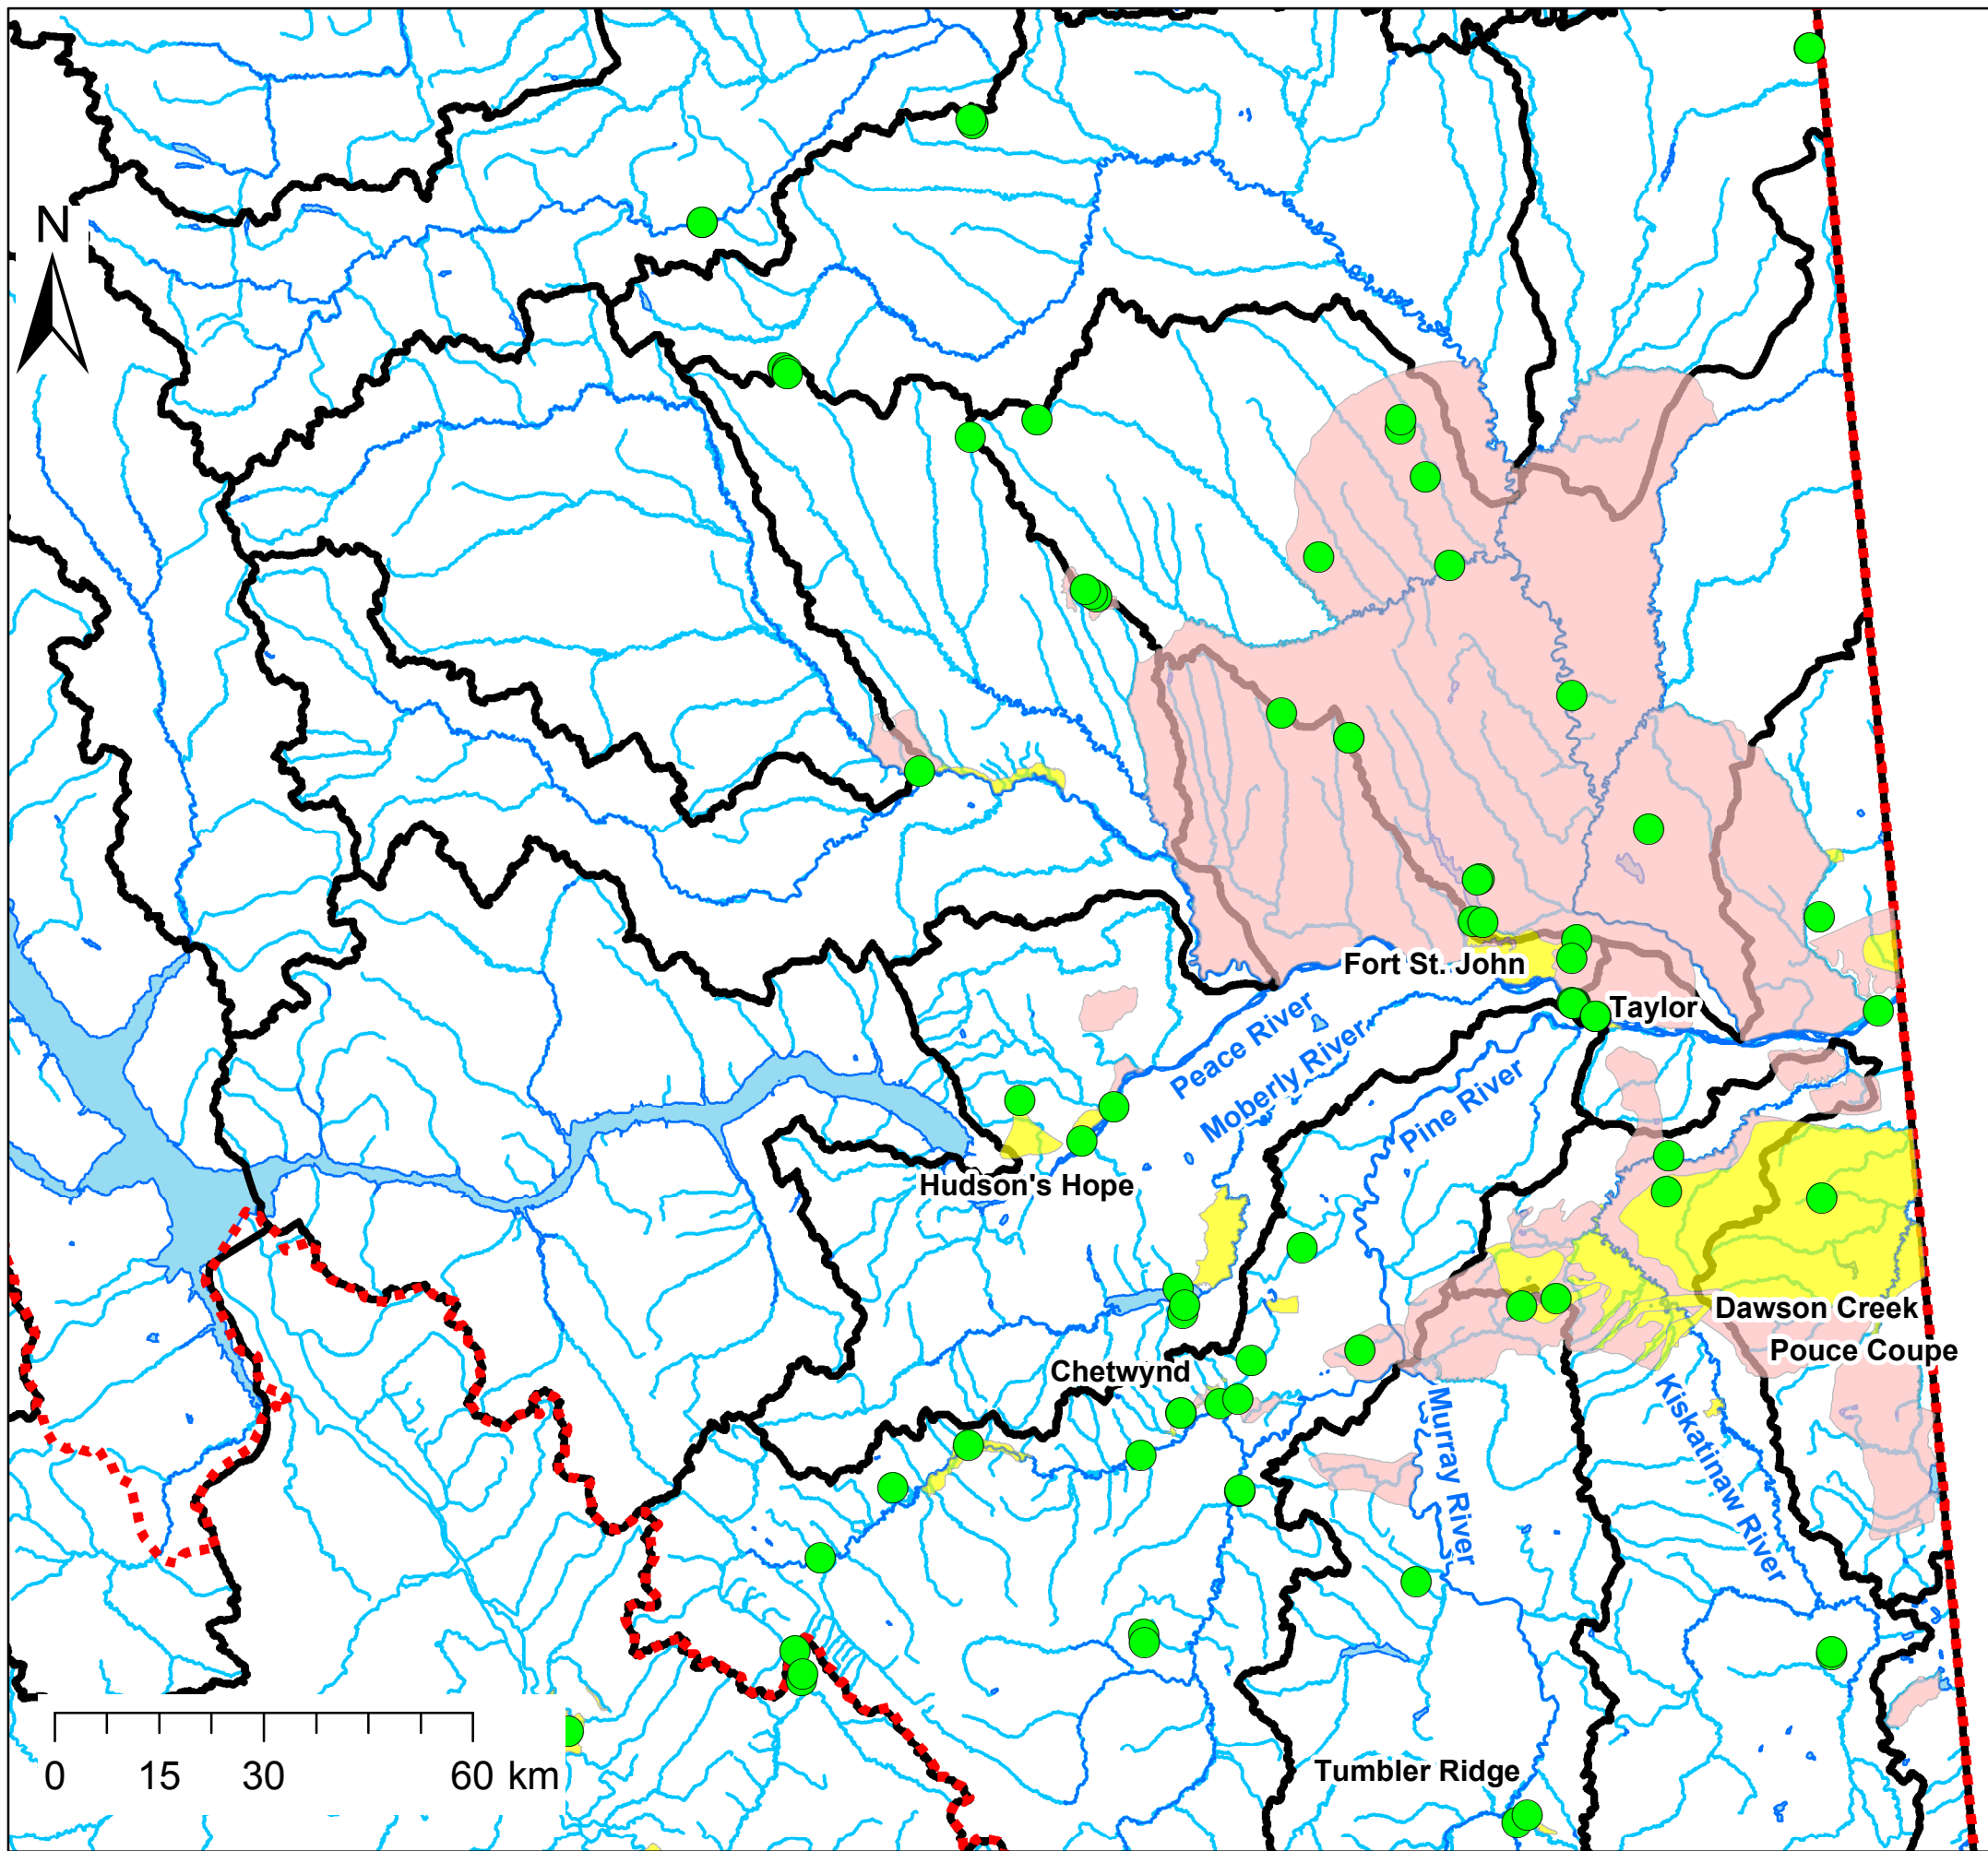 N
Fort St. John
Taylor
Peace River
Moberly River
Pine River
Hudson's Hope
Dawson Creek
Pouce Coupe
Chetwynd
Murray River
Kiskatinaw River
Tumbler Ridge
0 15 30 60 km